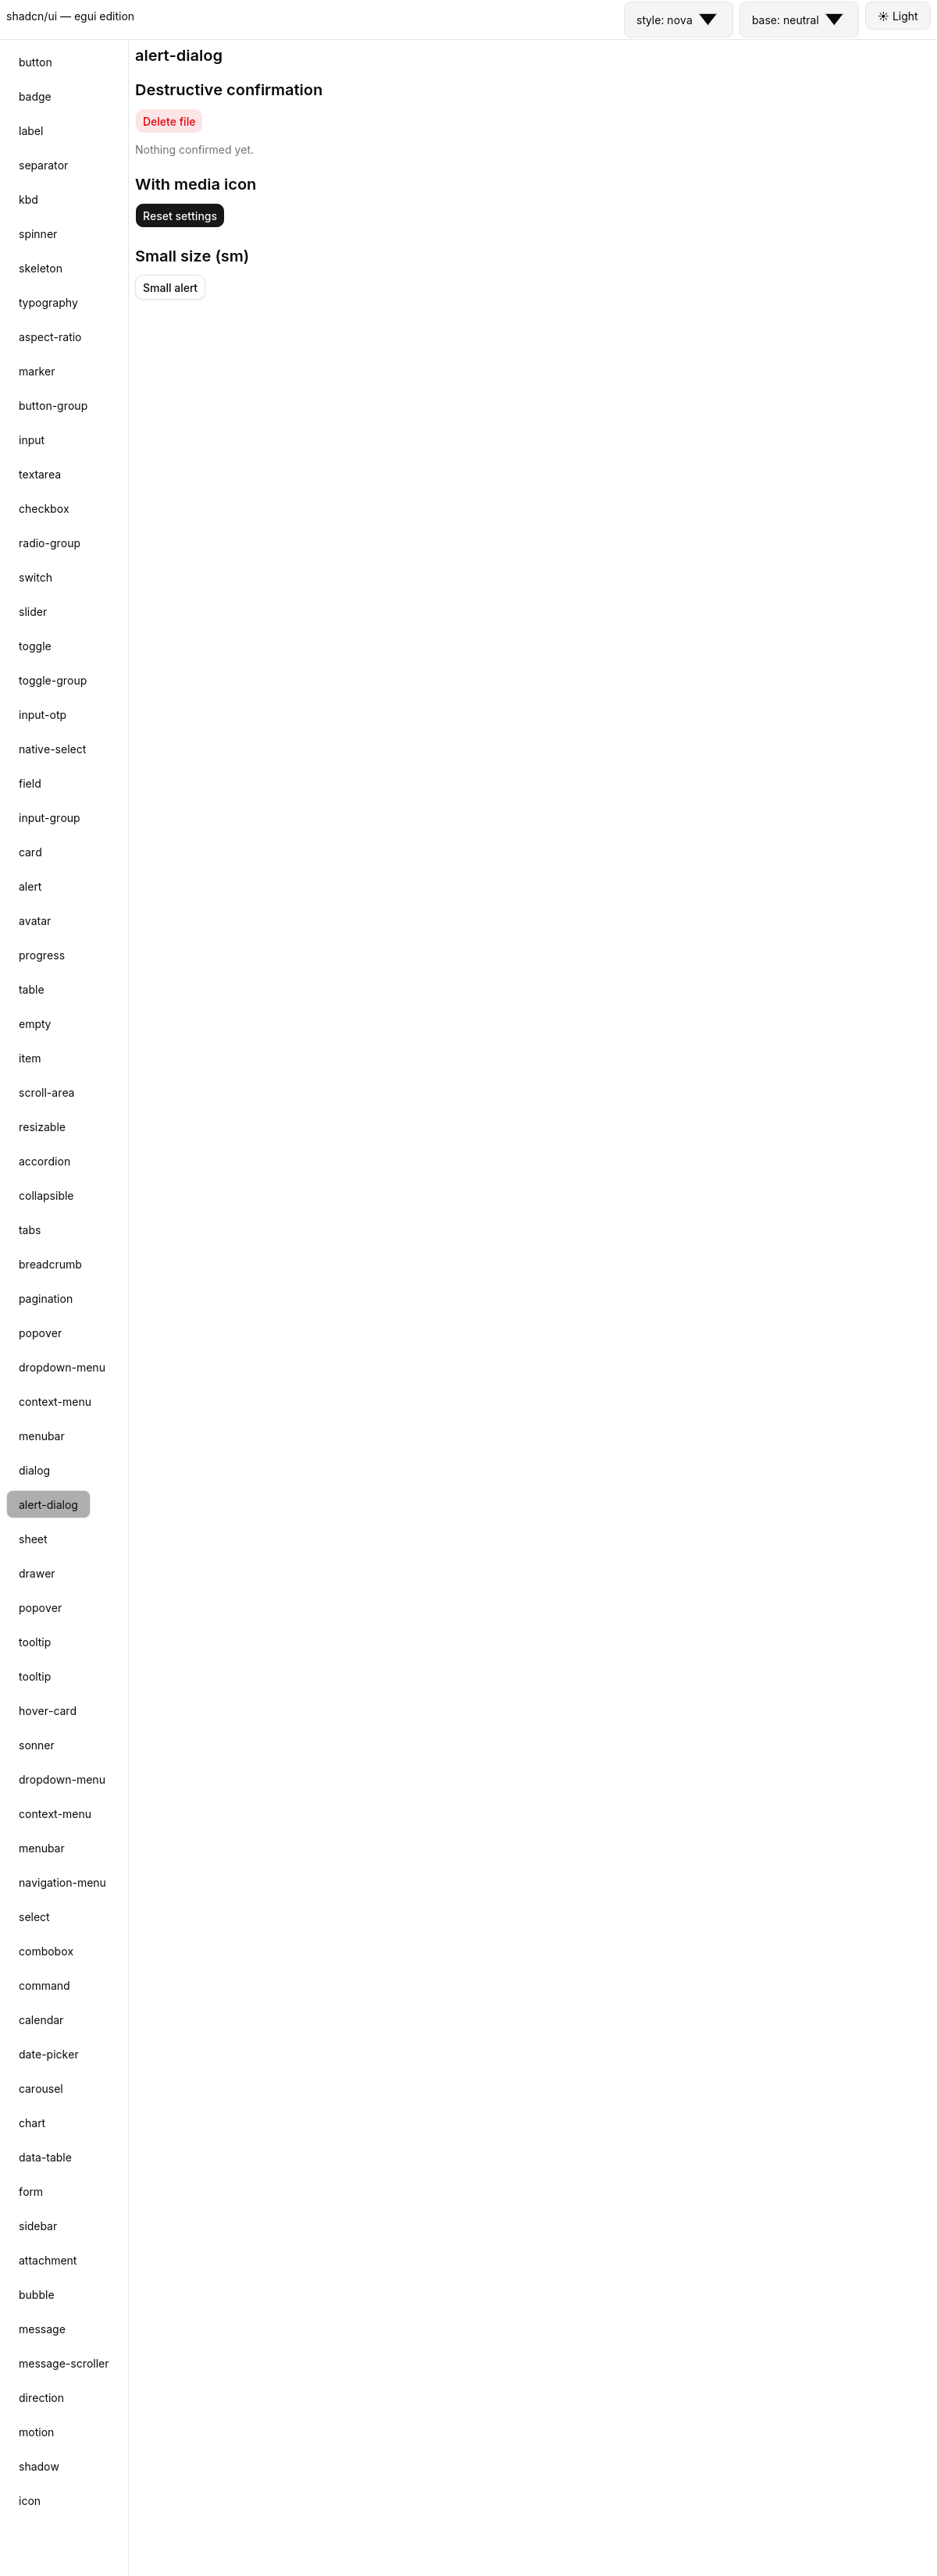 shadcn/ui — egui edition
style: nova
base: neutral
☀ Light
button
badge
label
separator
kbd
spinner
skeleton
typography
aspect-ratio
marker
button-group
input
textarea
checkbox
radio-group
switch
slider
toggle
toggle-group
input-otp
native-select
field
input-group
card
alert
avatar
progress
table
empty
item
scroll-area
resizable
accordion
collapsible
tabs
breadcrumb
pagination
popover
dropdown-menu
context-menu
menubar
dialog
alert-dialog
sheet
drawer
popover
tooltip
tooltip
hover-card
sonner
dropdown-menu
context-menu
menubar
navigation-menu
select
combobox
command
calendar
date-picker
carousel
chart
data-table
form
sidebar
attachment
bubble
message
message-scroller
direction
motion
shadow
icon
alert-dialog
Destructive confirmation
Delete file
Nothing confirmed yet.
With media icon
Reset settings
Small size (sm)
Small alert